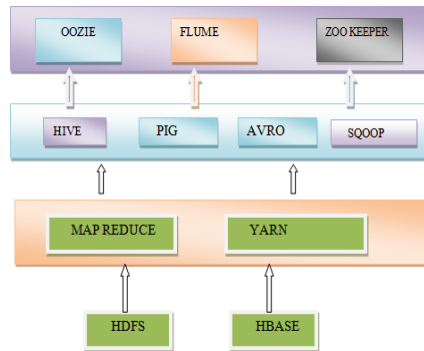 OOZIE
FLUME
ZOO KEEPER
HIVE
PIG
AVRO
SQOOP
MAP REDUCE
YARN
HDFS
HBASE